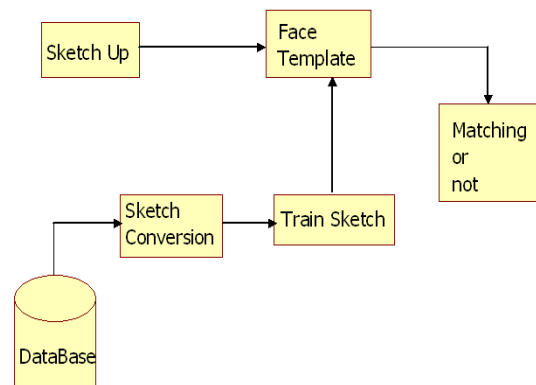 Sketch Up
Face
Template
Matching
or
not
Sketch
Conversion
Train Sketch
DataBase